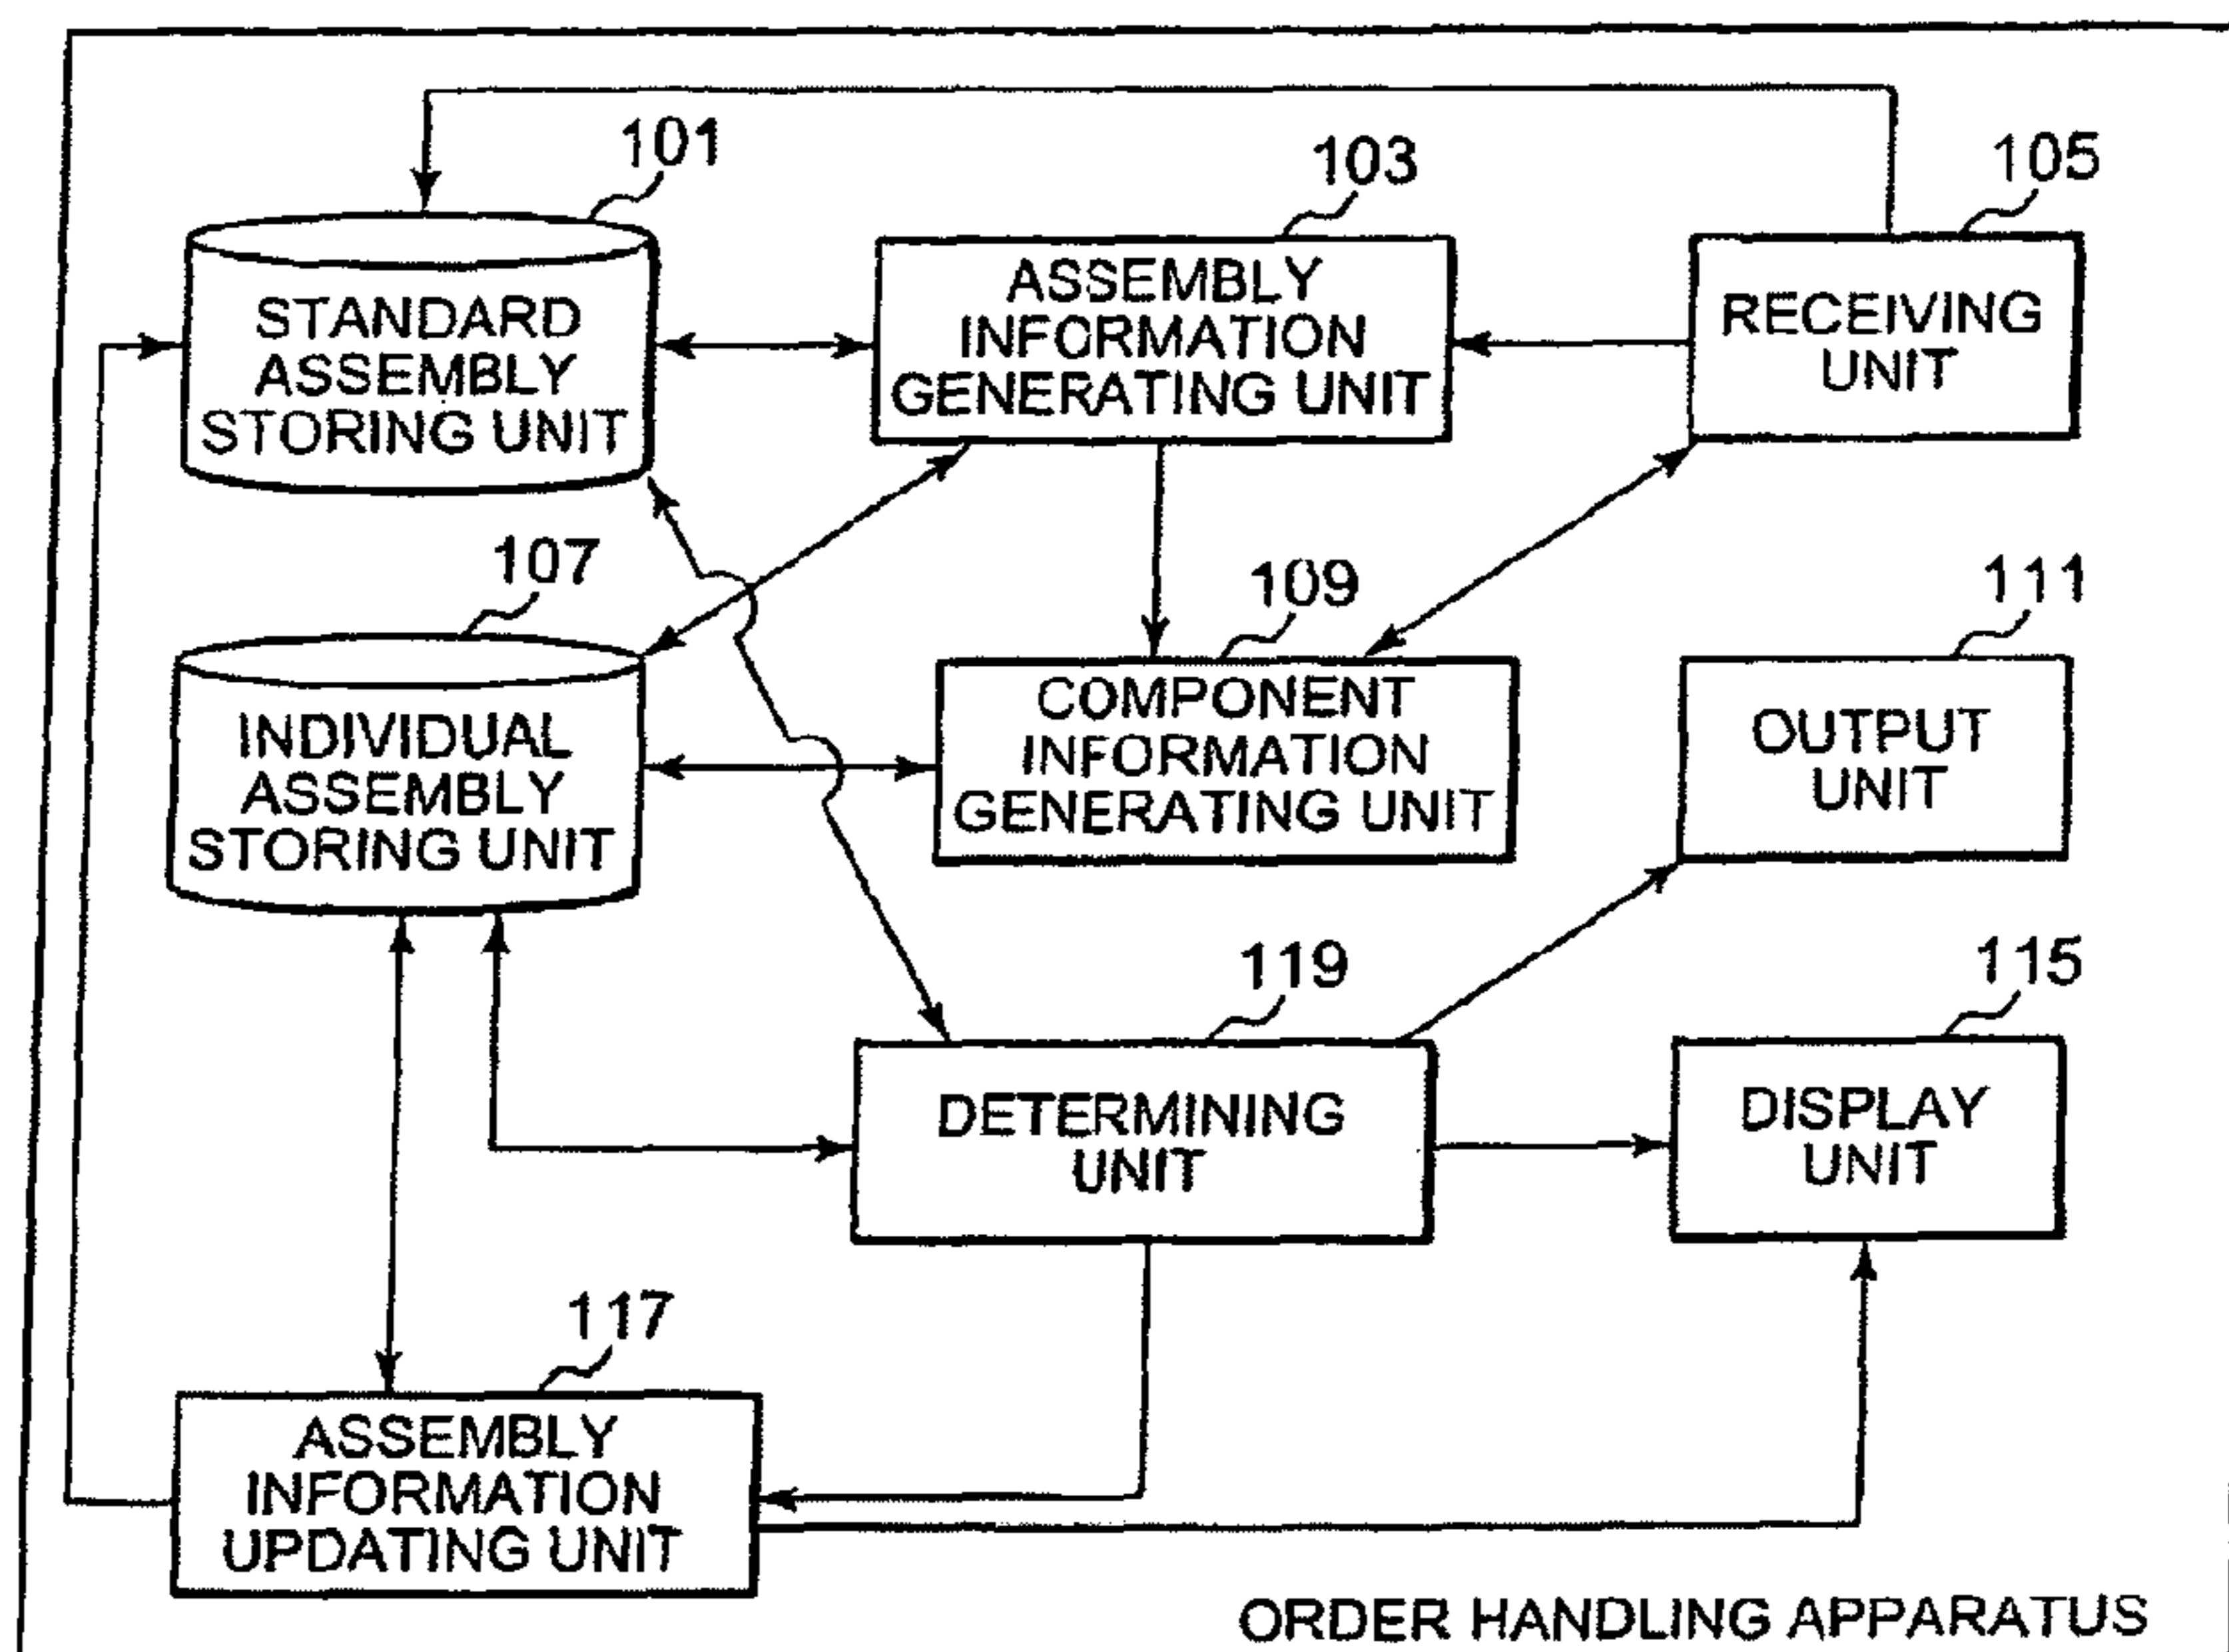 101
103
105
STANDARD
ASSEMBLY
STORING UNIT
ASSEMBLY
INFORMATION
GENERATING UNIT
RECEIVING
UNIT
107
109
111
INDIVIDUAL
ASSEMBLY
STORING UNIT
COMPONENT
INFORMATION
GENERATING UNIT
OUTPUT
UNIT
119
115
DETERMINING
UNIT
DISPLAY
UNIT
117
ASSEMBLY
INFORMATION
UPDATING UNIT
ORDER HANDLING APPARATUS